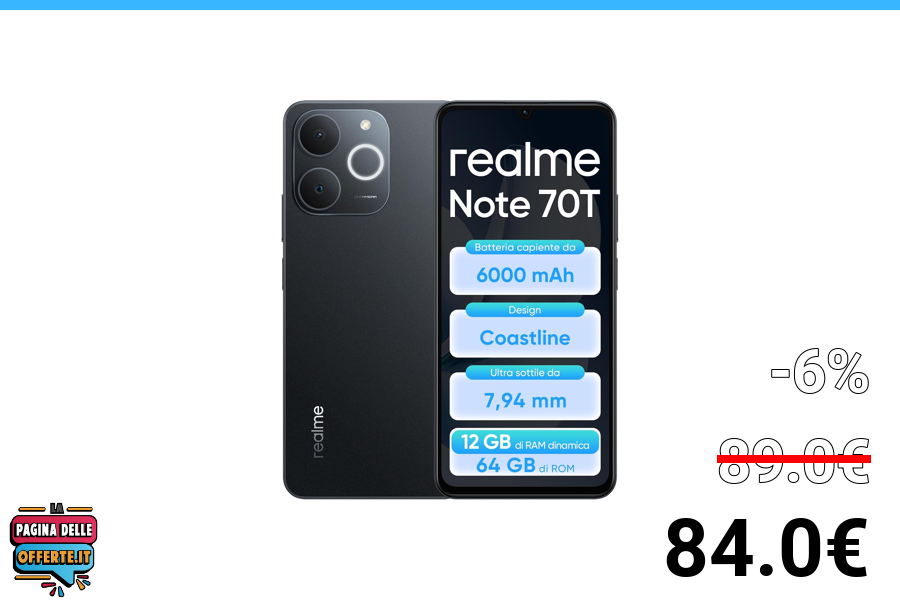 realme
Note 70T
Batteria capiente da
6000 mAh
Design
Coastline
Ultra sottile da
7,94 mm
12 GB di RAM dinamica
64 GB di ROM
realme
-6%
89.0€
84.0€
LA
PAGINA DELLE
OFFERTE.IT